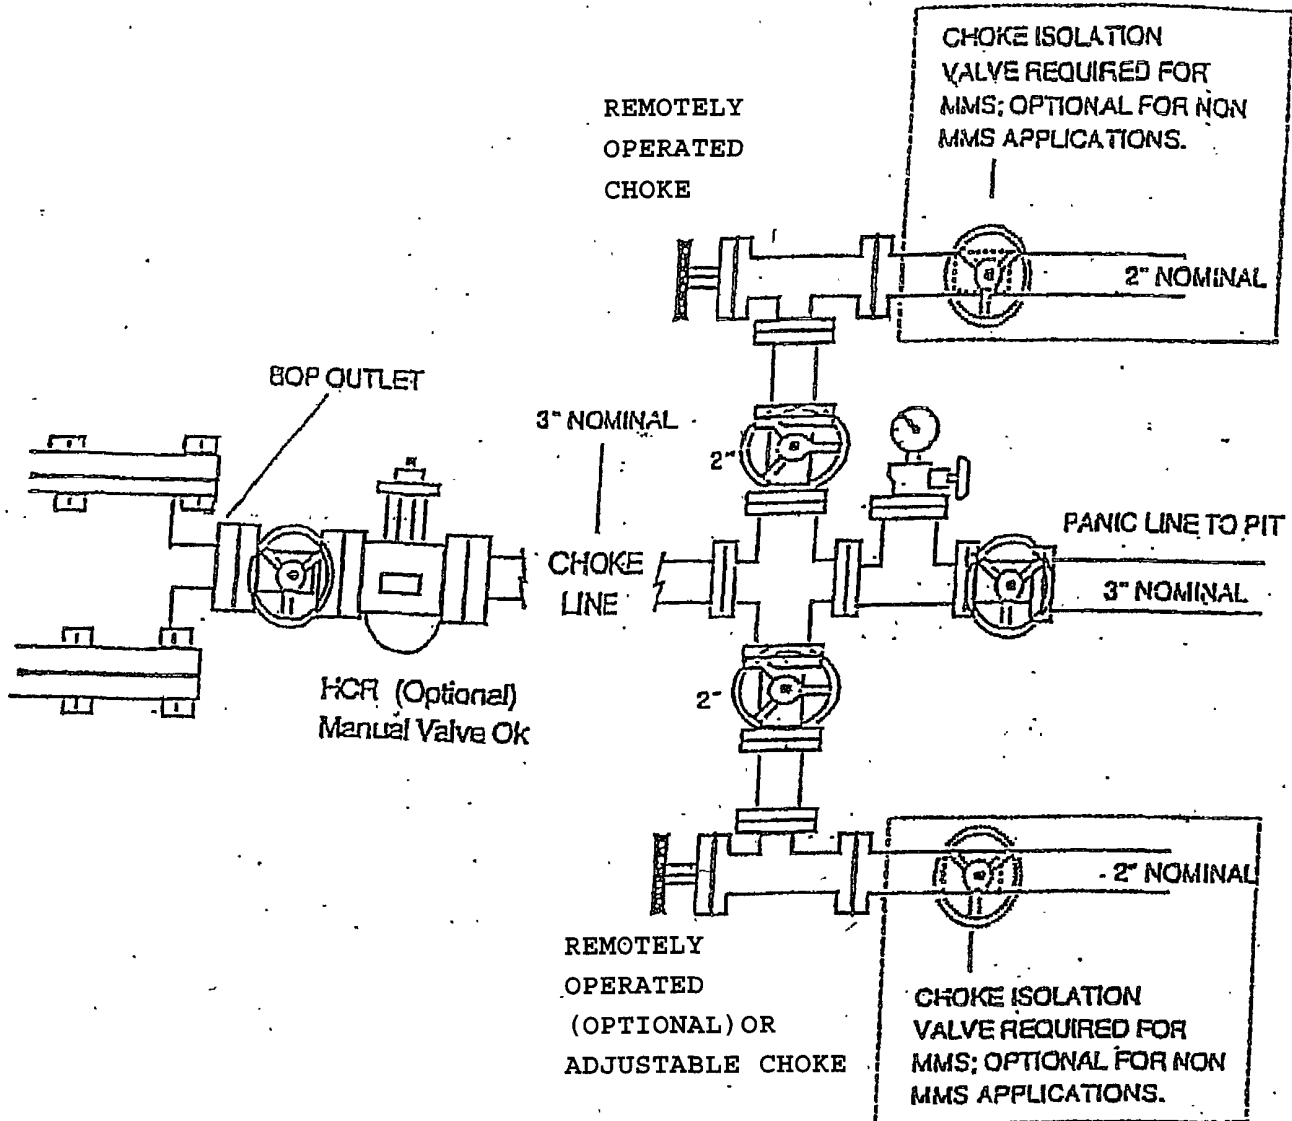 CHOKE ISOLATION
VALVE REQUIRED FOR
MMS; OPTIONAL FOR NON
MMS APPLICATIONS.
REMOTELY
OPERATED
CHOKE
2" NOMINAL
BOP OUTLET
3" NOMINAL
2"
CHOKE
LINE
PANIC LINE TO PIT
3" NOMINAL
HCR (Optional)
Manual Valve Ok
2"
2" NOMINAL
REMOTELY
OPERATED
(OPTIONAL)OR
ADJUSTABLE CHOKE
CHOKE ISOLATION
VALVE REQUIRED FOR
MMS; OPTIONAL FOR NON
MMS APPLICATIONS.